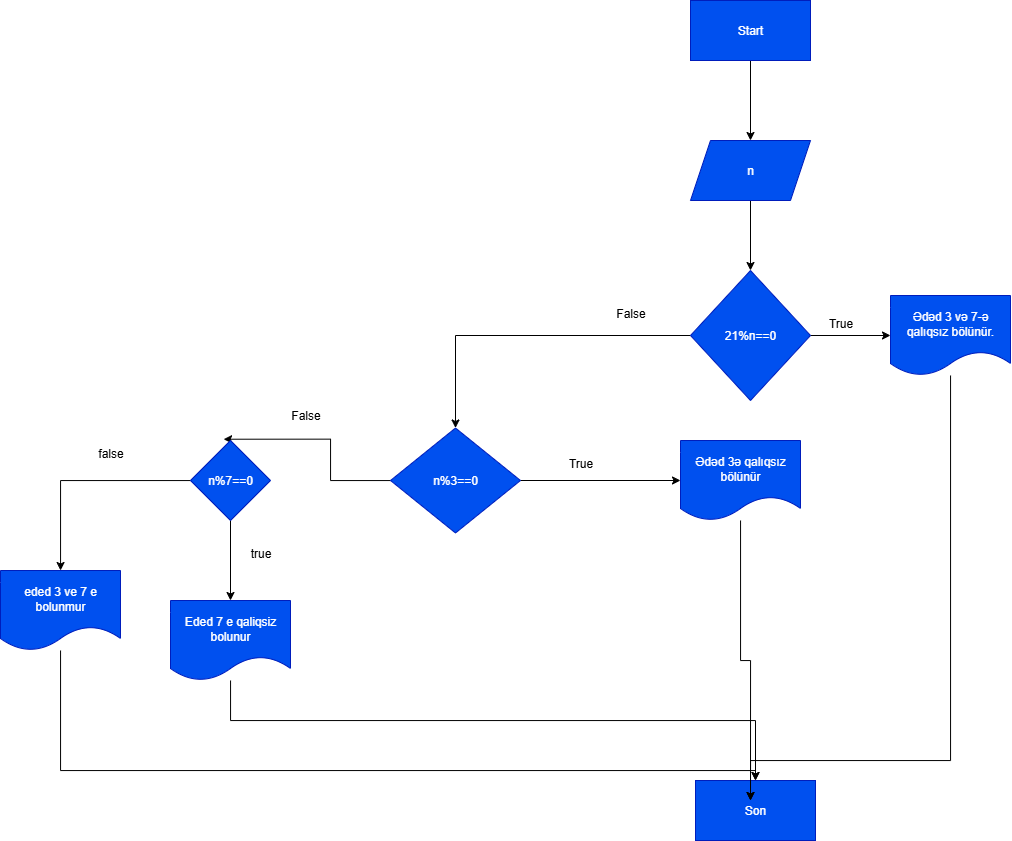 Start
n
21%n==0
True
Ədəd 3 və 7-ə
qalıqsız bölünür.
False
n%3==0
True
Ədəd 3ə qalıqsız
bölünür
False
n%7==0
false
true
eded 3 ve 7 e
bolunmur
Eded 7 e qaliqsiz
bolunur
Son